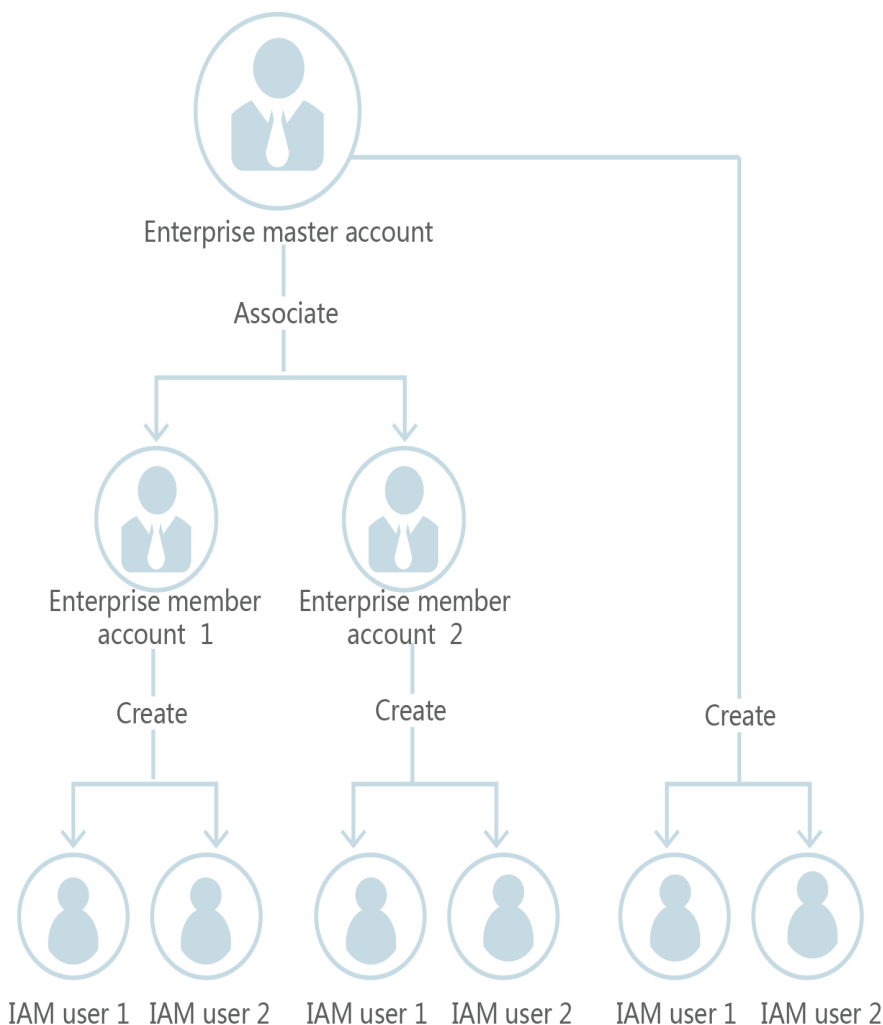 Enterprise master account
Associate
Enterprise member
account 1
Enterprise member
account 2
Create
Create
Create
IAM user 1
IAM user 2
IAM user 1
IAM user 2
IAM user 1
IAM user 2